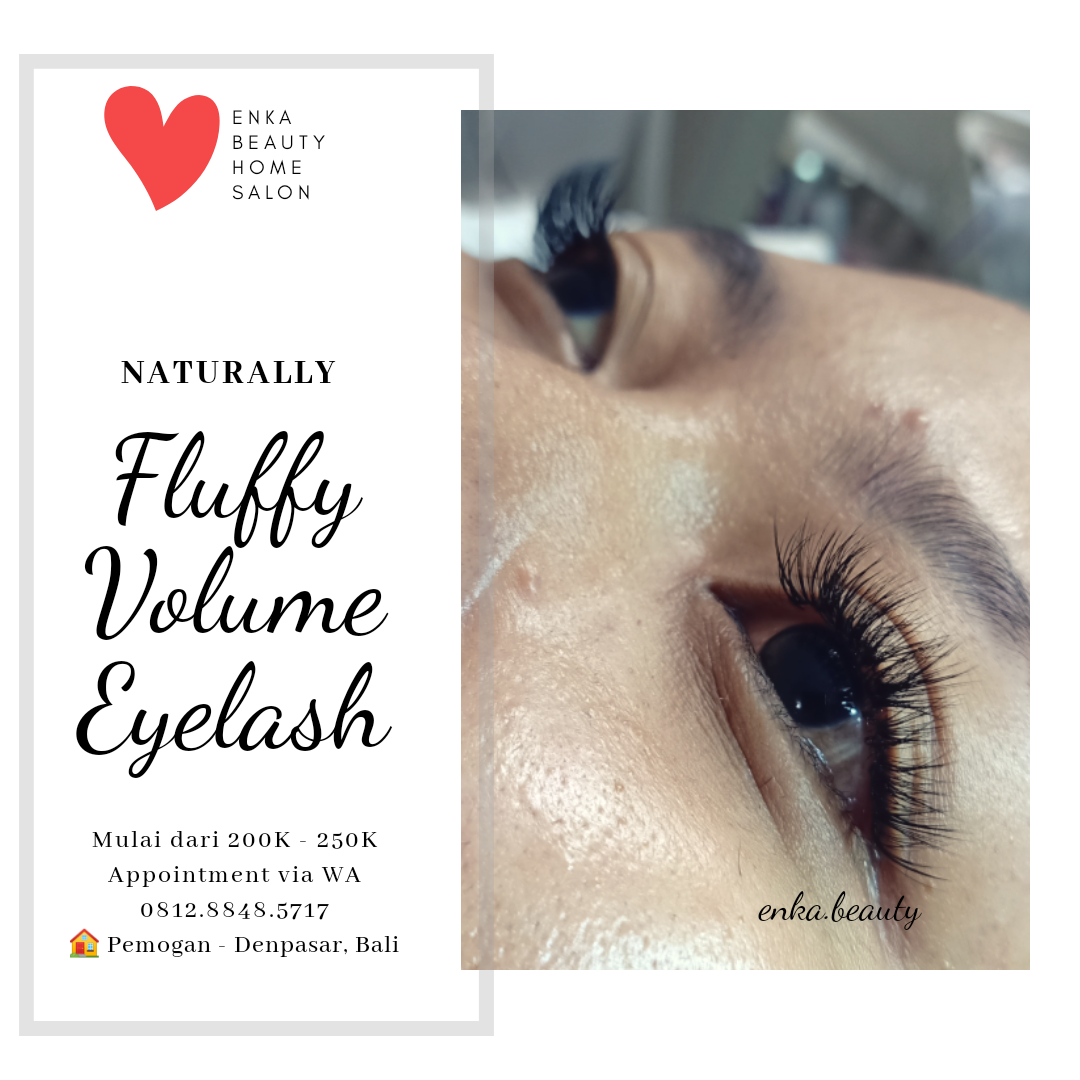 ENKA
BEAUTY
HOME
SALON
NATURALLY
Fluffy
Volume
Eyelash
Mulai dari 200K - 250K
Appointment via WA
0812.8848.5717
Pemogan - Denpasar, Bali
enka.beauty